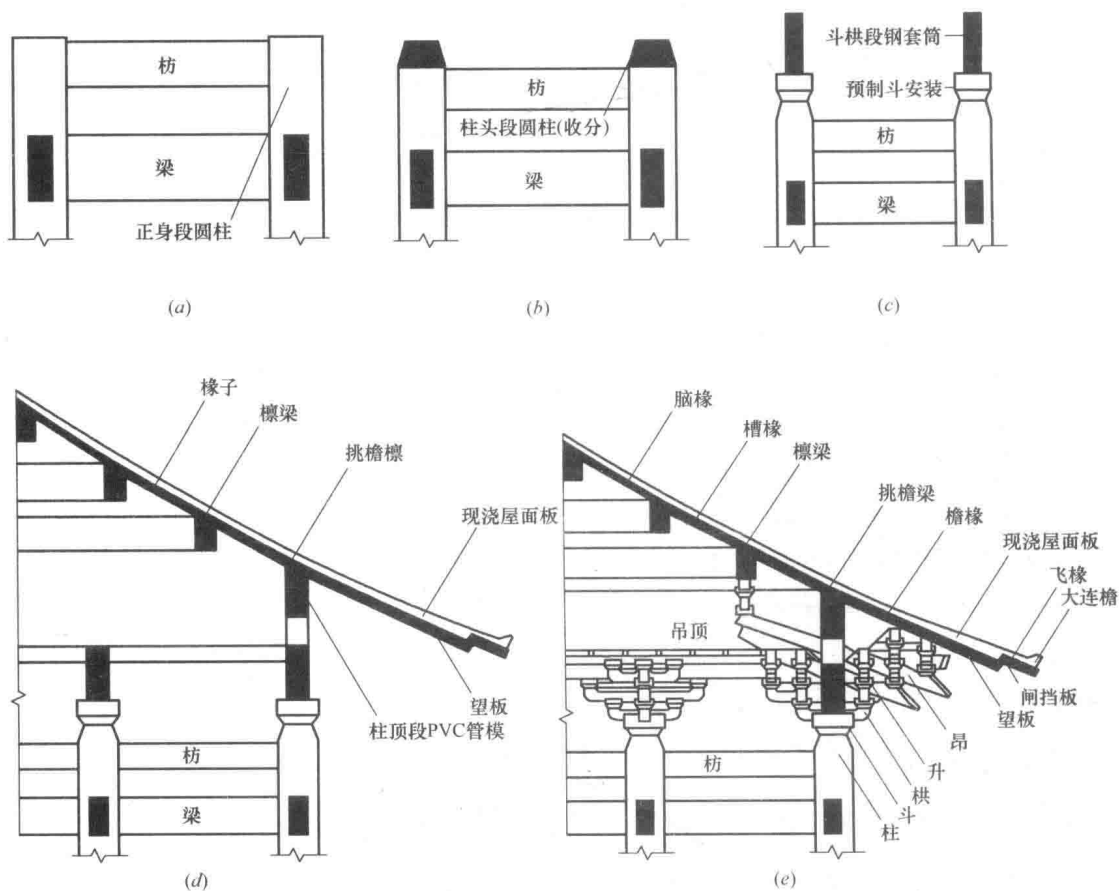 枋
梁
正身段圆柱
(a)
枋
柱头段圆柱(收分)
梁
(b)
斗栱段钢套筒
预制斗安装
枋
梁
(c)
椽子
檩梁
挑檐檩
现浇屋面板
望板
柱顶段PVC管模
枋
梁
(d)
脑椽
槽椽
檩梁
挑檐梁
檐椽
现浇屋面板
飞椽
大连檐
吊顶
闸挡板
望板
昂
升
栱
斗
柱
枋
(e)